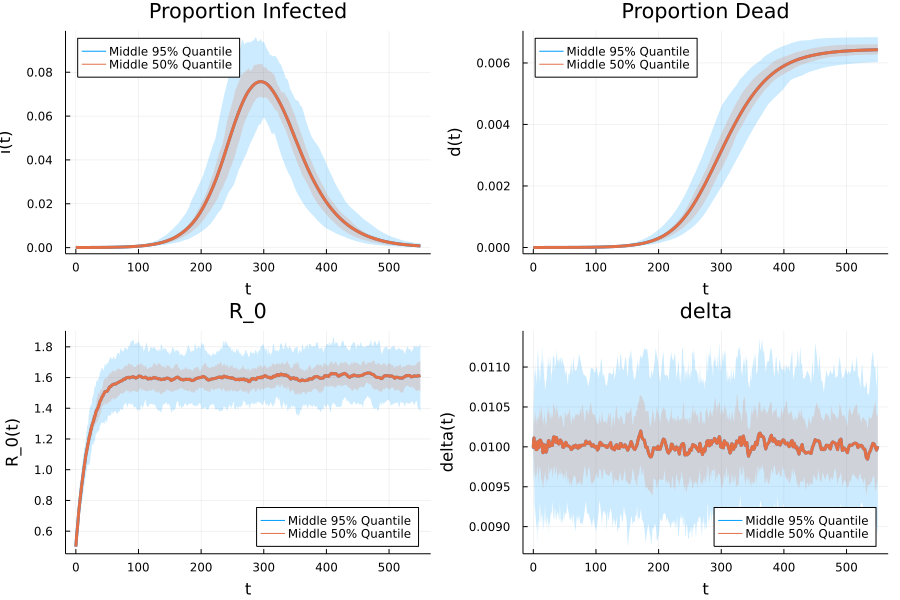 Proportion Infected
Middle 95% Quantile
Middle 50% Quantile
0.08
0.06
0.04
0.02
0.00
0 100 200 300 400 500
t
Proportion Dead
Middle 95% Quantile
Middle 50% Quantile
d(t)
0.006
0.004
0.002
0.000
0 100 200 300 400 500
t
R_0
R_0(t)
1.8
1.6
1.4
1.2
1.0
0.8
0.6
Middle 95% Quantile
Middle 50% Quantile
0 100 200 300 400 500
t
delta
delta(t)
0.0110
0.0105
0.0100
0.0095
0.0090
Middle 95% Quantile
Middle 50% Quantile
0 100 200 300 400 500
t